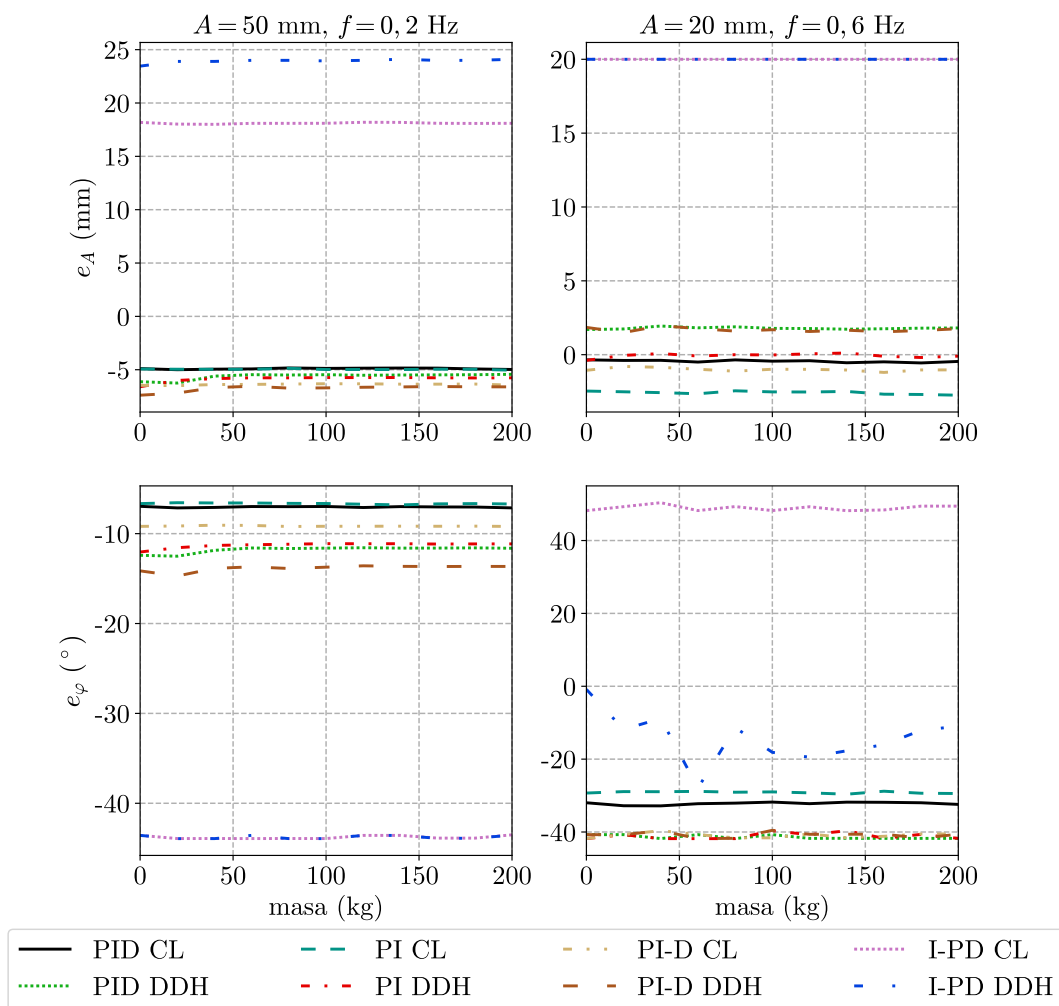 A = 50 mm, f = 0, 2 Hz
A = 20 mm, f = 0, 6 Hz
25
20
15
10
5
0
-5
e_A (mm)
0 50 100 150 200
20
15
10
5
0
0 50 100 150 200
-10
-20
-30
-40
e_φ (°)
0 50 100 150 200
masa (kg)
40
20
0
-20
-40
0 50 100 150 200
masa (kg)
PID CL PI CL PI-D CL I-PD CL
PID DDH PI DDH PI-D DDH I-PD DDH